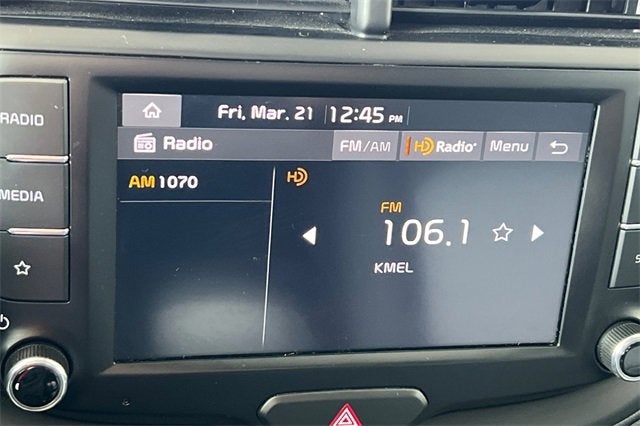 Fri, Mar. 21 12:45 PM
RADIO
Radio FM/AM HD Radio Menu
AM 1070 HD
MEDIA
FM
106.1
KMEL
S